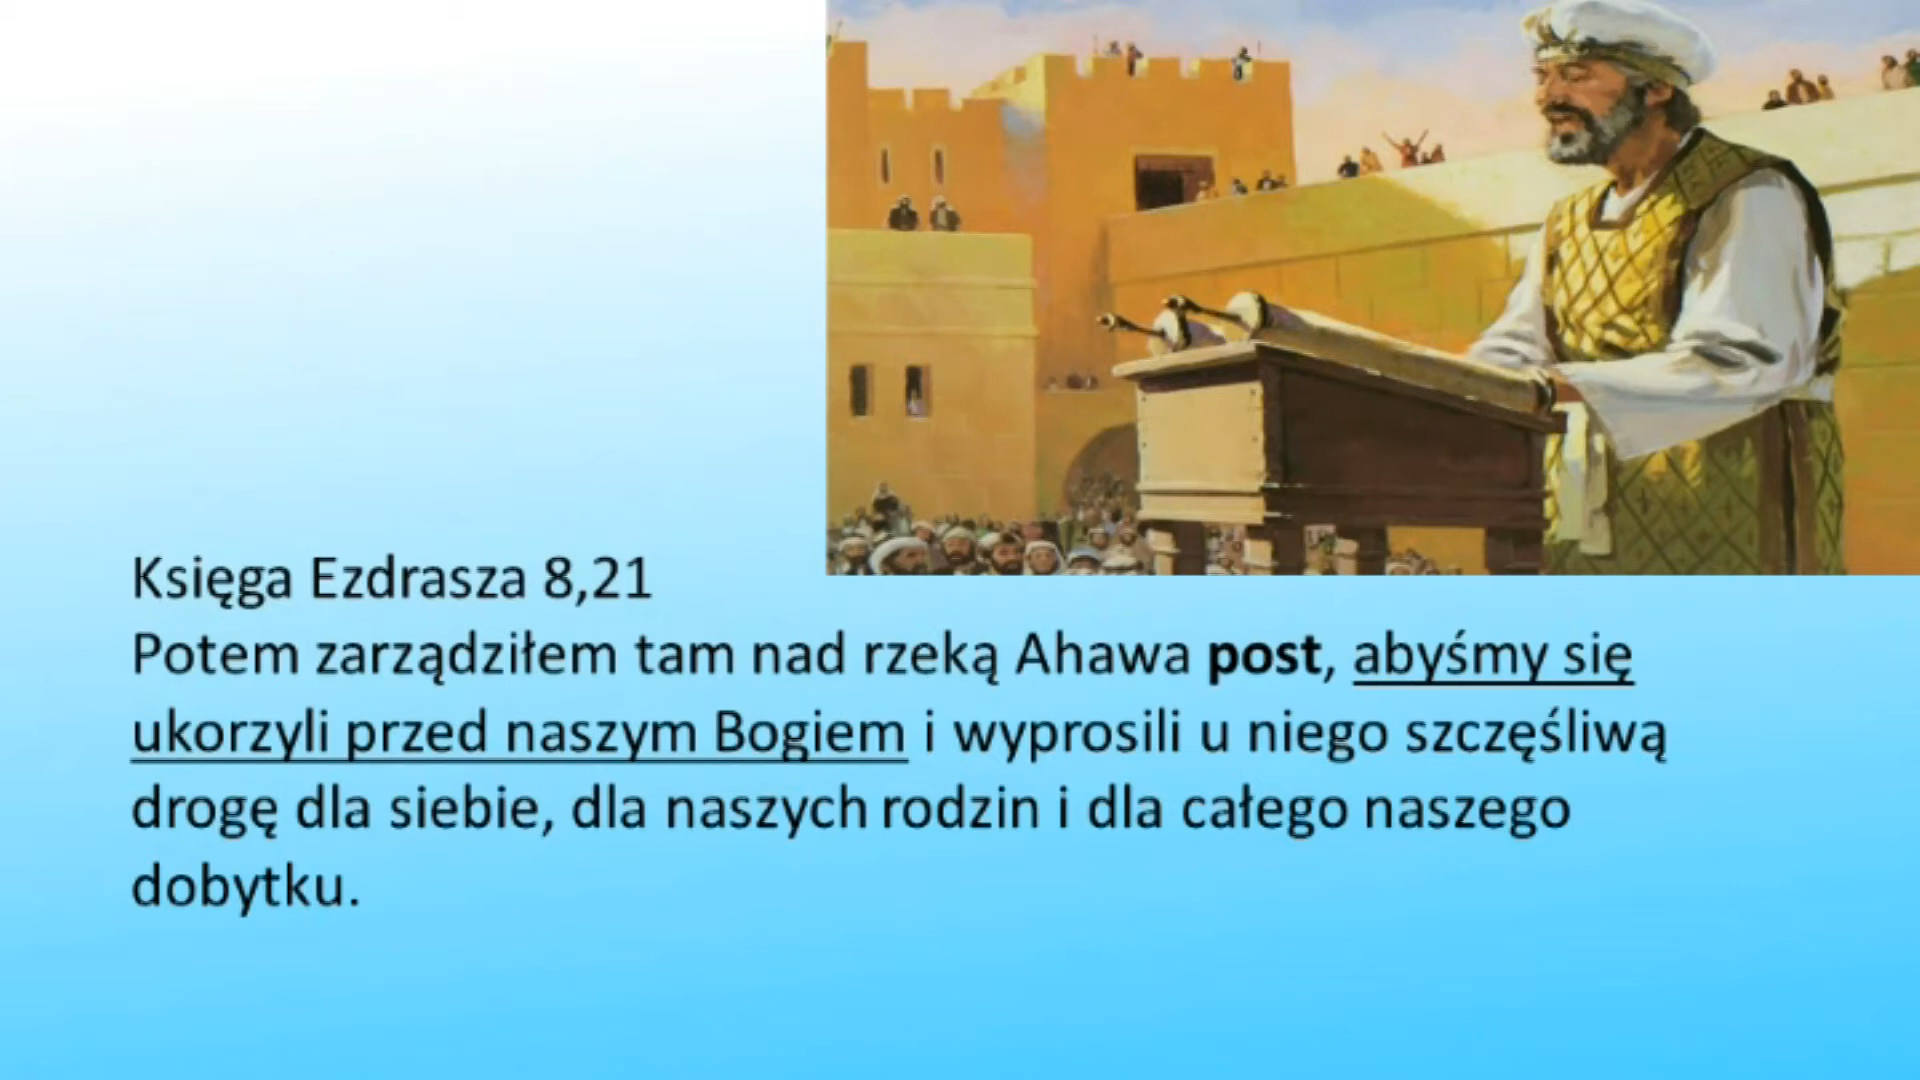 Księga Ezdrasza 8,21
Potem zarządziłem tam nad rzeką Ahawa post, abyśmy się
ukorzyli przed naszym Bogiem i wyprosili u niego szczęśliwą
drogę dla siebie, dla naszych rodzin i dla całego naszego
dobytku.